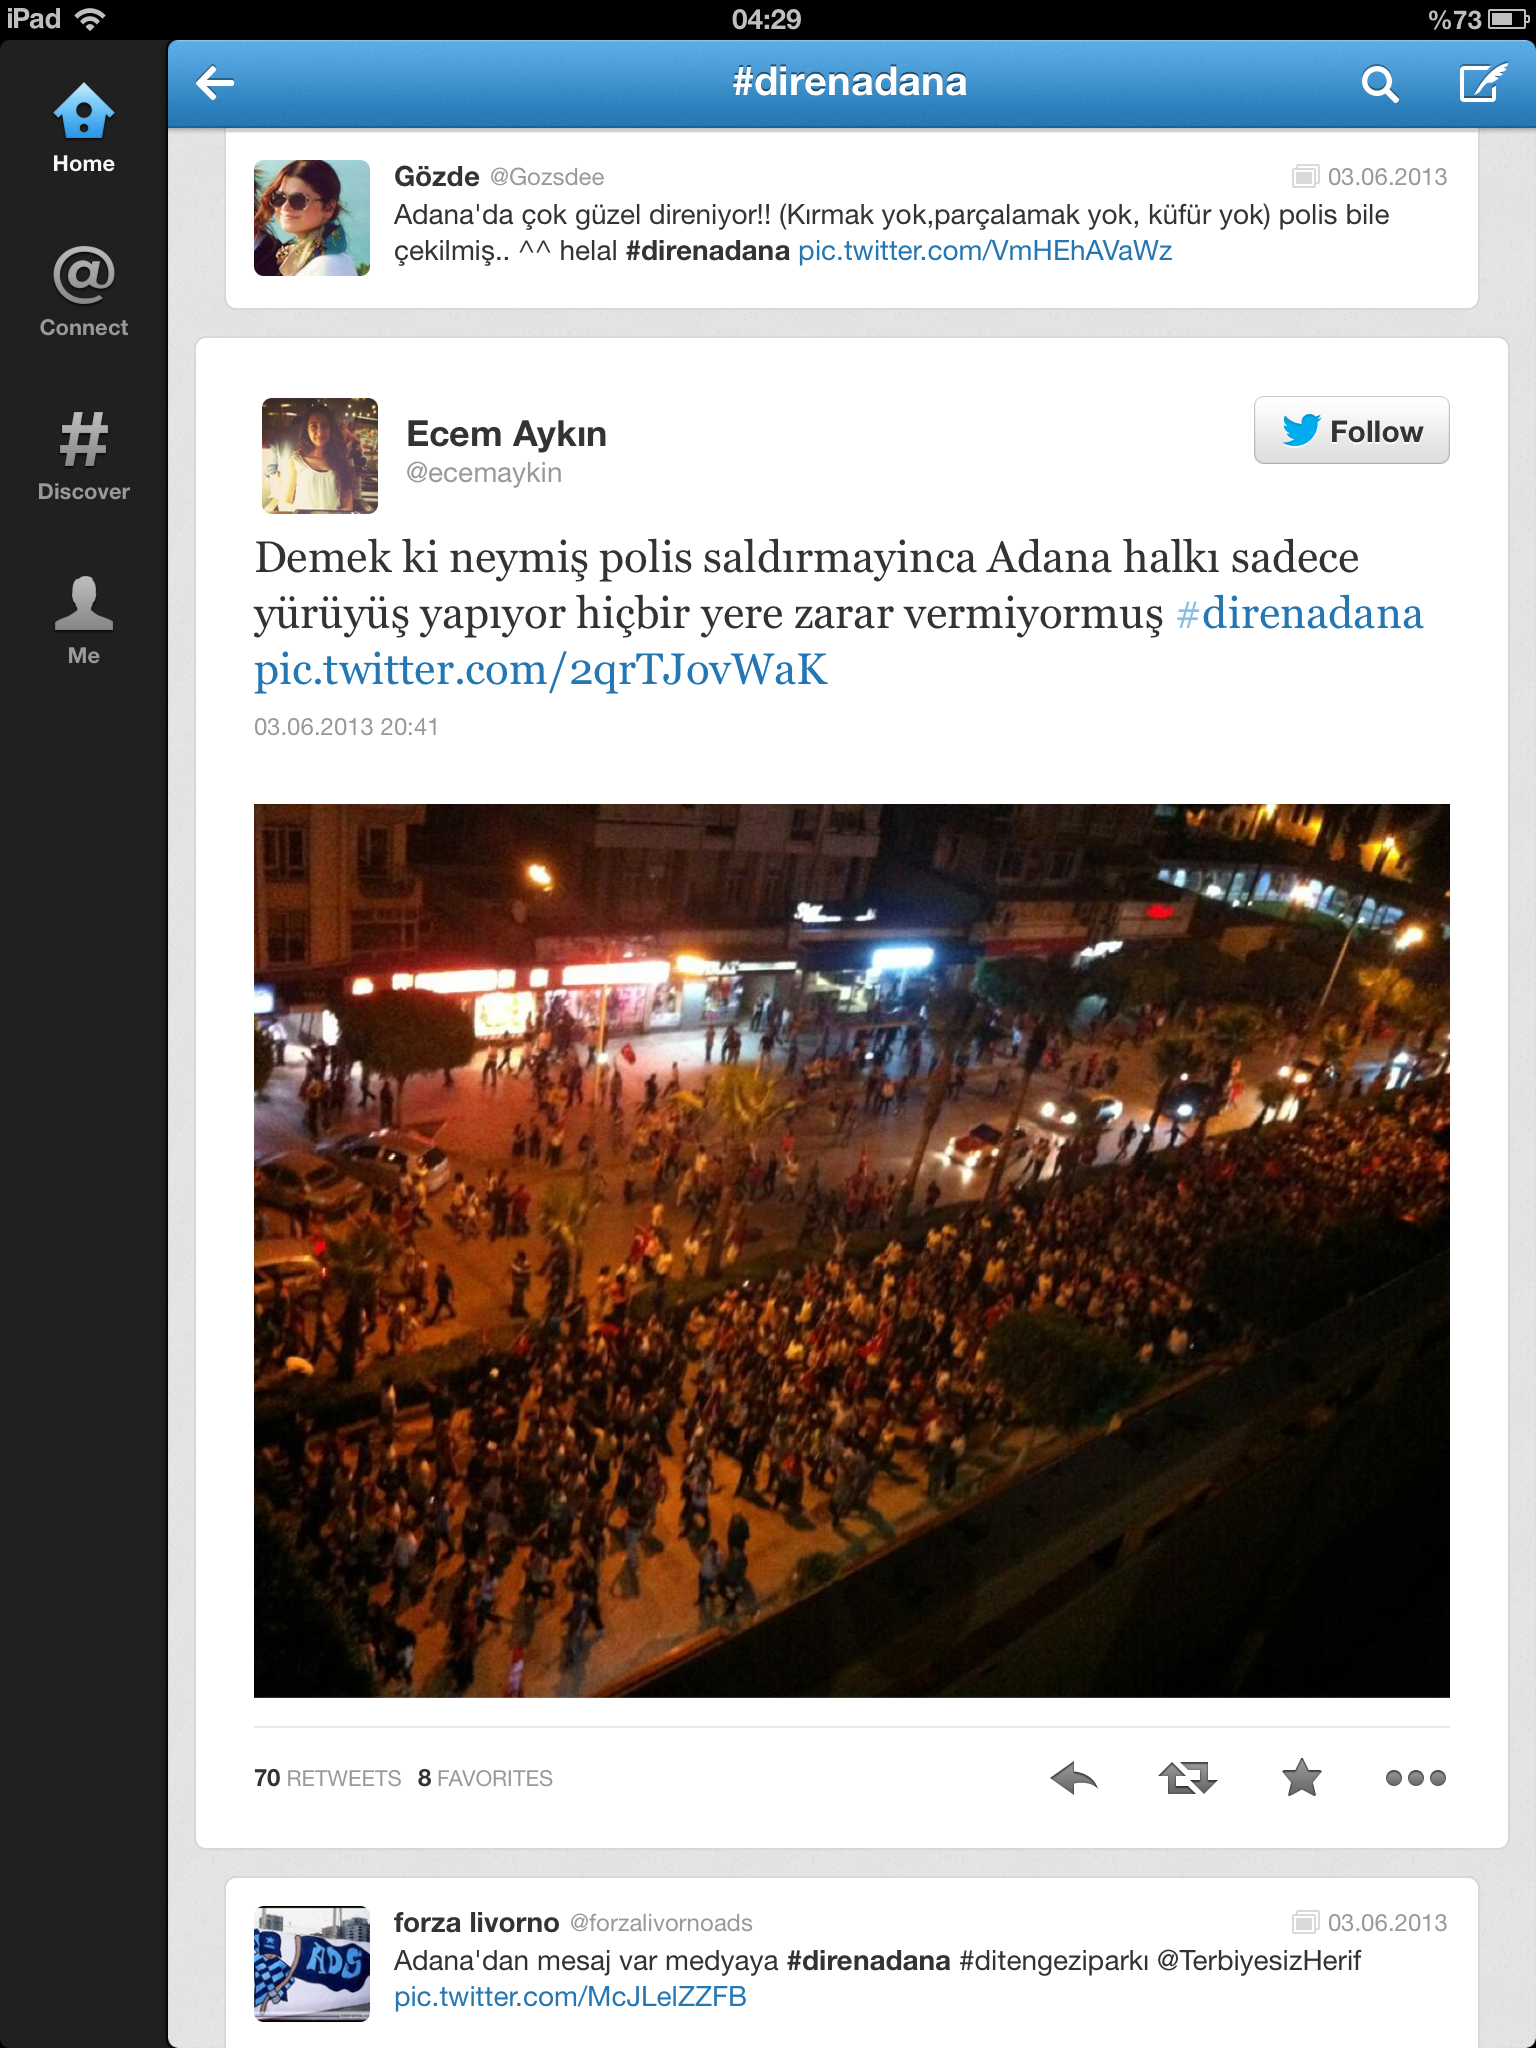 iPad 04:29 %73
#direnadana
Home
Connect
Discover
Me
Gözde @Gozsdee 03.06.2013
Adana'da çok güzel direniyor!! (Kırmak yok,parçalamak yok, küfür yok) polis bile
çekilmiş.. ^^ helal #direnadana pic.twitter.com/VmHEhAVaWz
Ecem Aykın
@ecemaykin
Follow
Demek ki neymiş polis saldırmayinca Adana halkı sadece
yürüyüş yapıyor hiçbir yere zarar vermiyormuş #direnadana
pic.twitter.com/2qrTJovWaK
03.06.2013 20:41
70 RETWEETS 8 FAVORITES
forza livorno @forzalivornoads 03.06.2013
ADS
Adana'dan mesaj var medyaya #direnadana #ditengeziparkı @TerbiyesizHerif
pic.twitter.com/McJLelZZFB